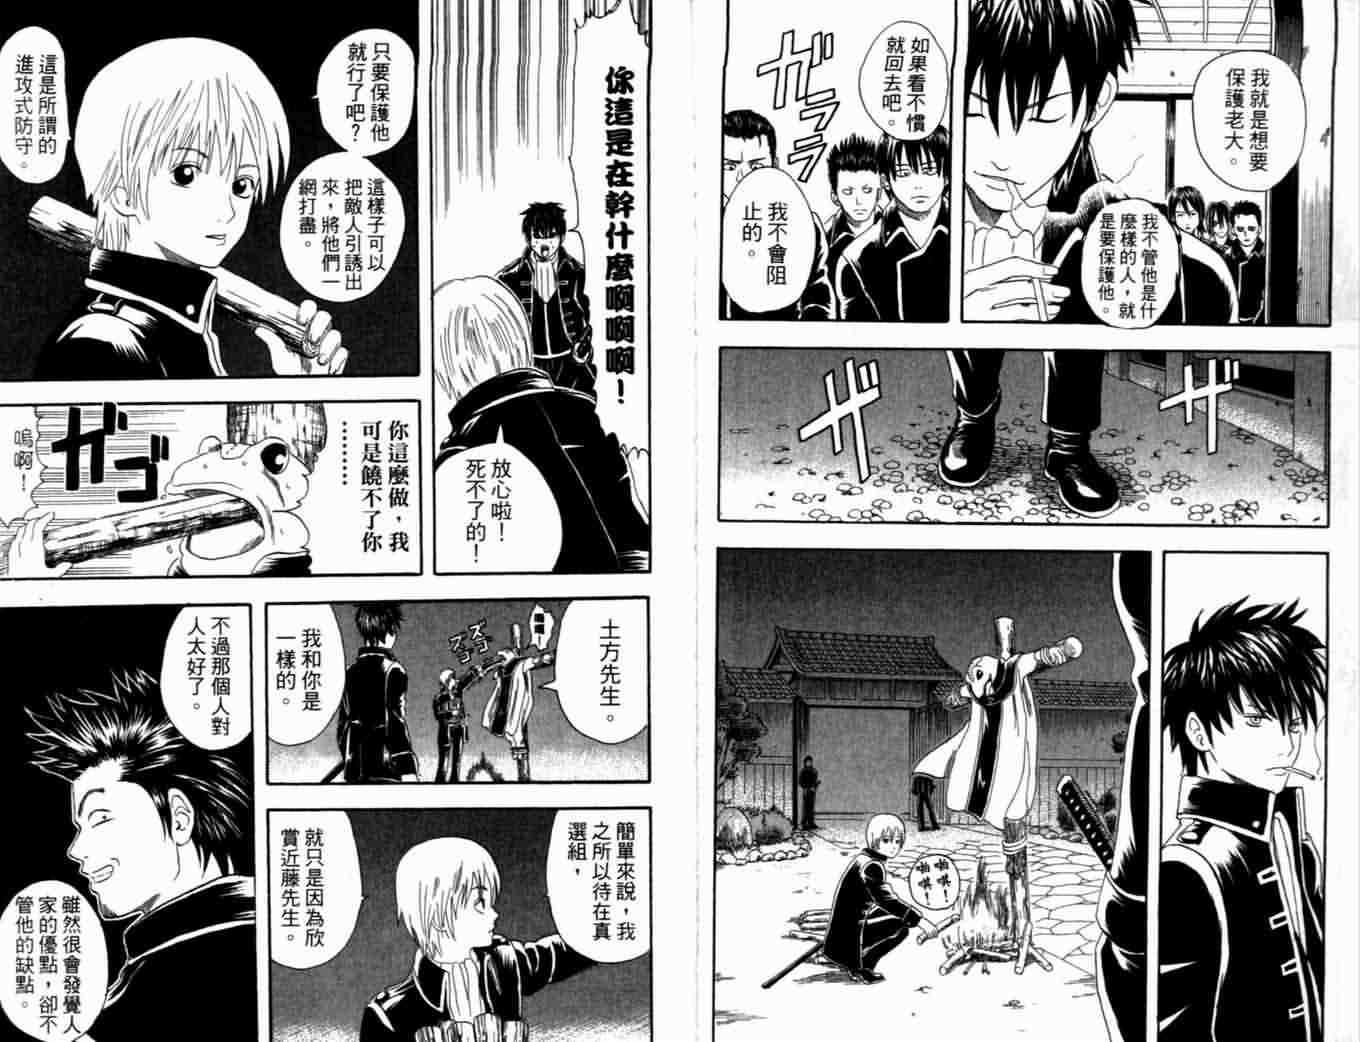 我就是想要
保護老大。
我不管他是什
麼樣的人，就
是要保護他。
如果看不慣
就回去吧。
ガララ
我不會阻
止的。
ザ
ザ
啪
嘰！
啪
嘰！
你這是在幹什麼啊啊啊啊！
放心啦！
死不了的！
只要保護他
就行了吧？
這樣子可以
把敵人引誘出
來，將他們一
網打盡。
這是所謂的
進攻式防守。
你這麼做，我
可是饒不了你
………
ガゴ
嗚啊！
土方先生。
ズゴ
ズゴ
我和你是
一樣的。
簡單來說，我
之所以待在真
選組，
就只是因為欣
賞近藤先生。
不過那個人對
人太好了。
雖然很會發覺人
家的優點，卻不
管他的缺點。